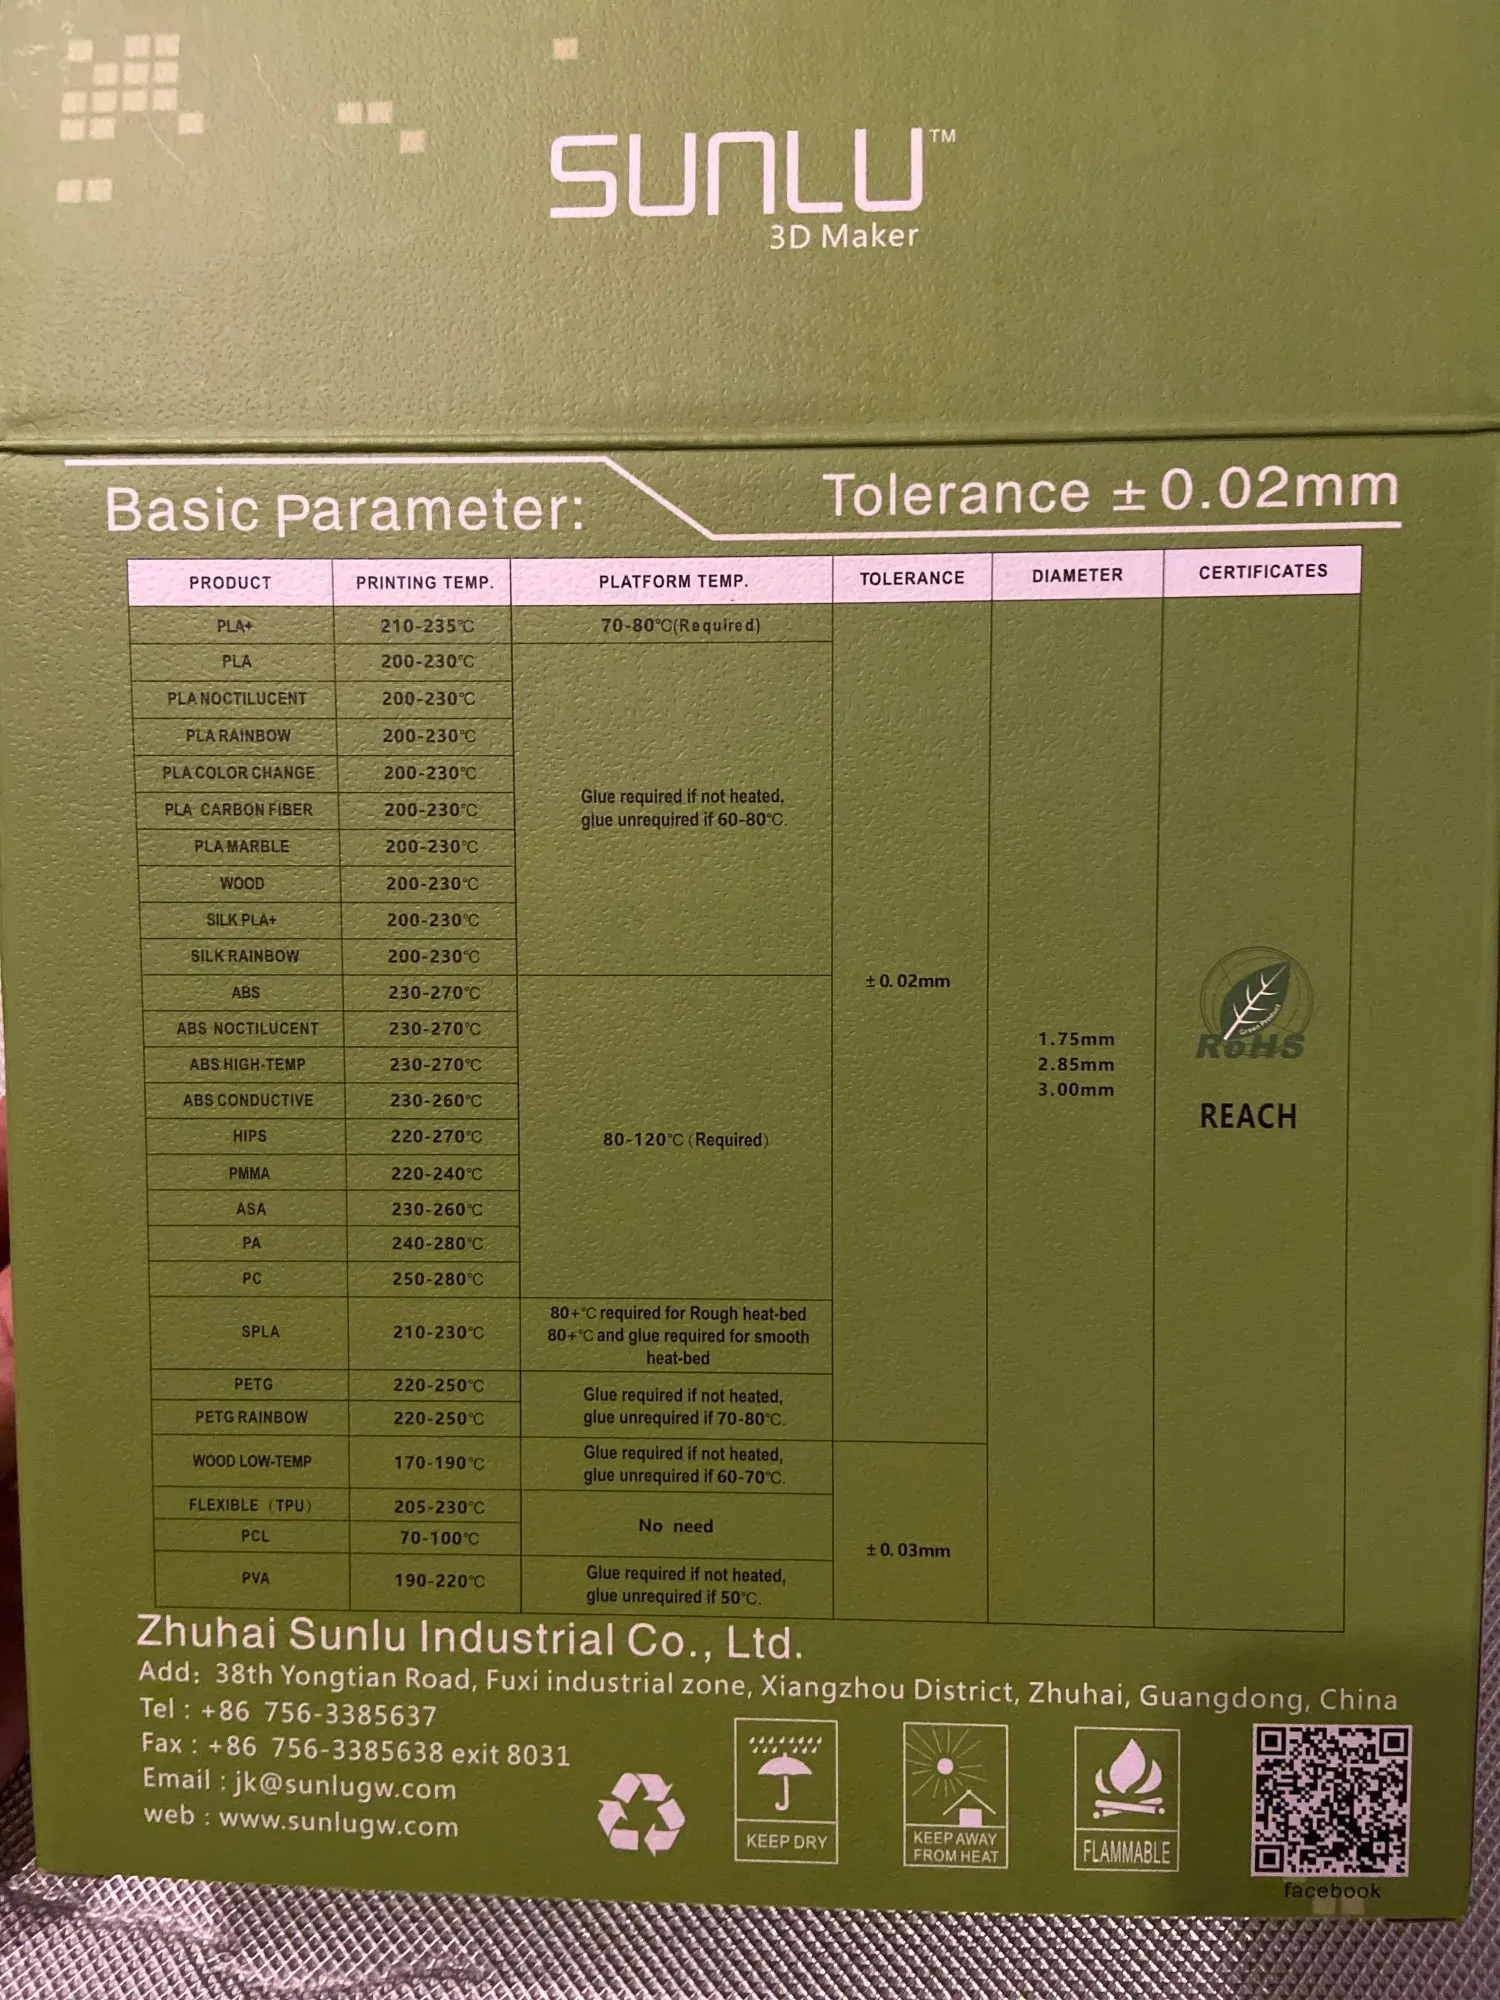 SUNLU™
3D Maker
Basic Parameter:
Tolerance ±0.02mm
PRODUCT PRINTING TEMP. PLATFORM TEMP. TOLERANCE DIAMETER CERTIFICATES
PLA+ 210-235℃ 70-80℃(Required)
PLA 200-230℃
PLA NOCTILUCENT 200-230℃
PLA RAINBOW 200-230℃
PLA COLOR CHANGE 200-230℃
PLA CARBON FIBER 200-230℃
PLA MARBLE 200-230℃
WOOD 200-230℃
SILK PLA+ 200-230℃
SILK RAINBOW 200-230℃
Glue required if not heated,
glue unrequired if 60-80℃.
ABS 230-270℃
ABS NOCTILUCENT 230-270℃
ABS HIGH-TEMP 230-270℃
ABS CONDUCTIVE 230-260℃
HIPS 220-270℃
PMMA 220-240℃
ASA 230-260℃
PA 240-280℃
PC 250-280℃
80-120℃ (Required)
SPLA 210-230℃
80+℃ required for Rough heat-bed
80+℃ and glue required for smooth
heat-bed
PETG 220-250℃
PETG RAINBOW 220-250℃
Glue required if not heated,
glue unrequired if 70-80℃.
WOOD LOW-TEMP 170-190℃
Glue required if not heated,
glue unrequired if 60-70℃.
FLEXIBLE (TPU) 205-230℃
PCL 70-100℃
No need
PVA 190-220℃
Glue required if not heated,
glue unrequired if 50℃.
±0.02mm
±0.03mm
1.75mm
2.85mm
3.00mm
Green Product
RoHS
REACH
Zhuhai Sunlu Industrial Co., Ltd.
Add: 38th Yongtian Road, Fuxi industrial zone, Xiangzhou District, Zhuhai, Guangdong, China
Tel : +86 756-3385637
Fax : +86 756-3385638 exit 8031
Email : jk@sunlugw.com
web : www.sunlugw.com
KEEP DRY
KEEP AWAY
FROM HEAT
FLAMMABLE
facebook